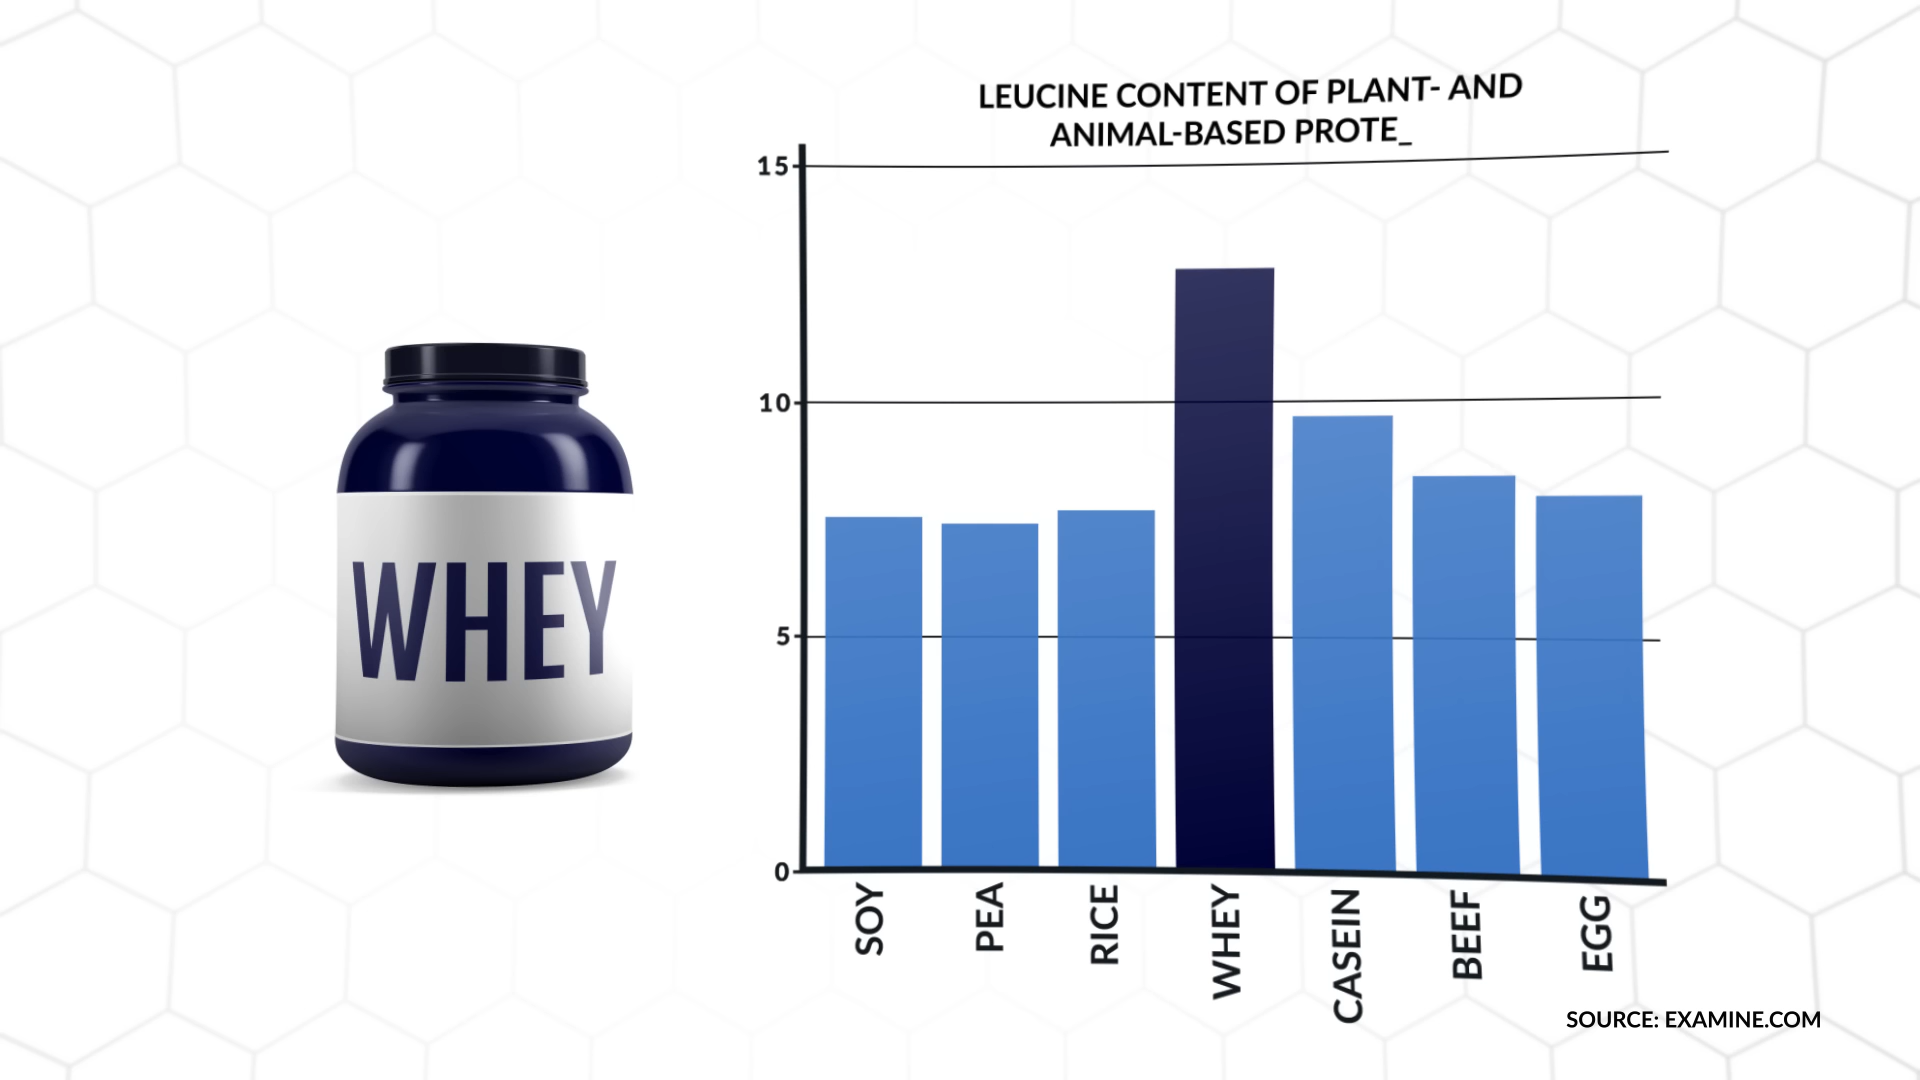 LEUCINE CONTENT OF PLANT- AND
ANIMAL-BASED PROTE_
15
10
5
0
SOY
PEA
RICE
WHEY
CASEIN
BEEF
EGG
WHEY
SOURCE: EXAMINE.COM